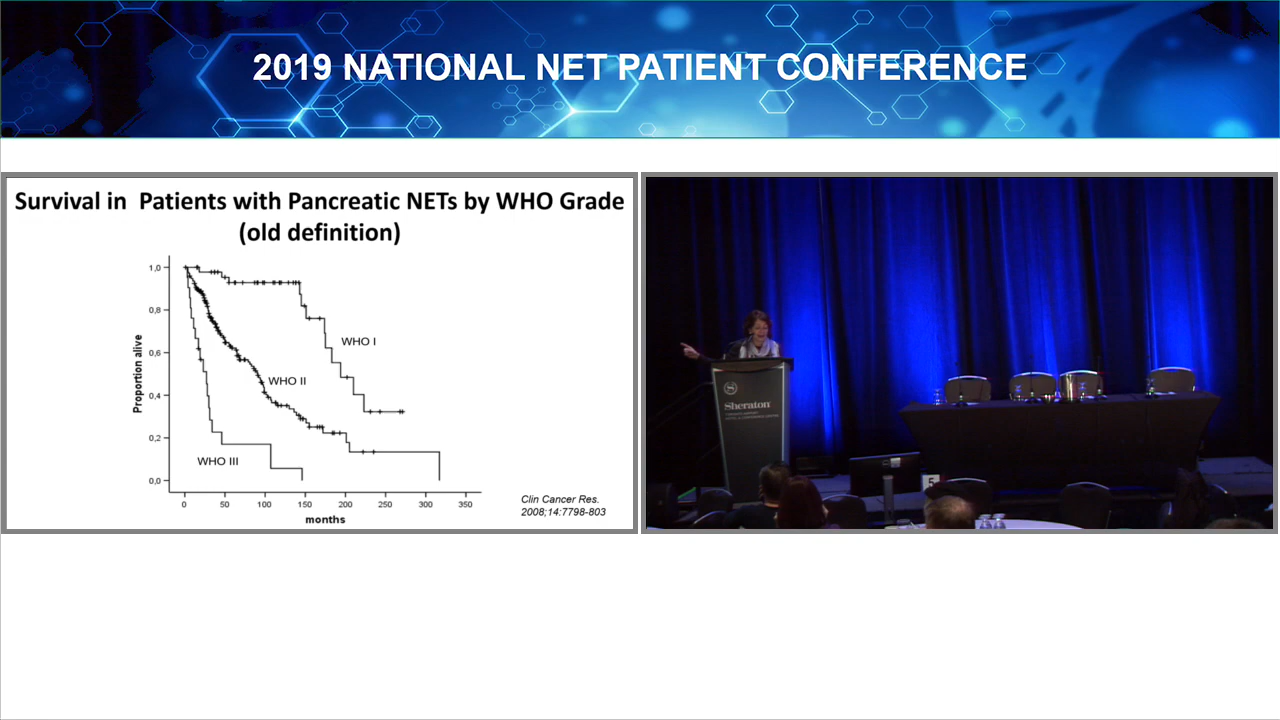 2019 NATIONAL NET PATIENT CONFERENCE
Survival in Patients with Pancreatic NETs by WHO Grade
(old definition)
Proportion alive
1,0
0,8
0,6
0,4
0,2
0,0
WHO I
WHO II
WHO III
0 50 100 150 200 250 300 350
months
Clin Cancer Res.
2008;14:7798-803
Sheraton
5